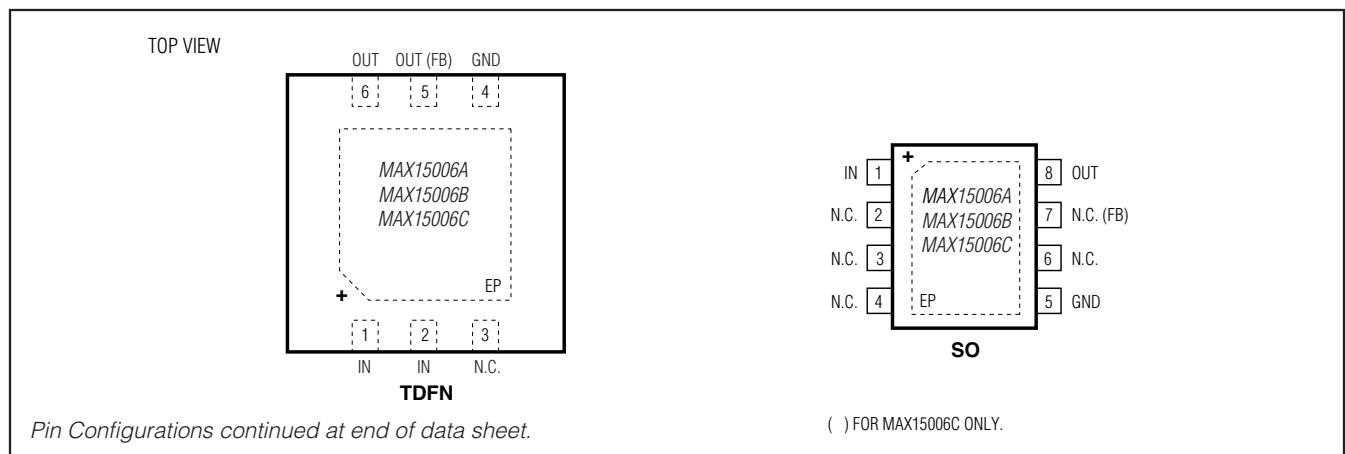 TOP VIEW
OUT OUT (FB) GND
6 5 4
MAX15006A
MAX15006B
MAX15006C
EP
+
1 2 3
IN IN N.C.
TDFN
+
IN 1
N.C. 2
N.C. 3
N.C. 4
MAX15006A
MAX15006B
MAX15006C
EP
8 OUT
7 N.C. (FB)
6 N.C.
5 GND
SO
Pin Configurations continued at end of data sheet.
( ) FOR MAX15006C ONLY.